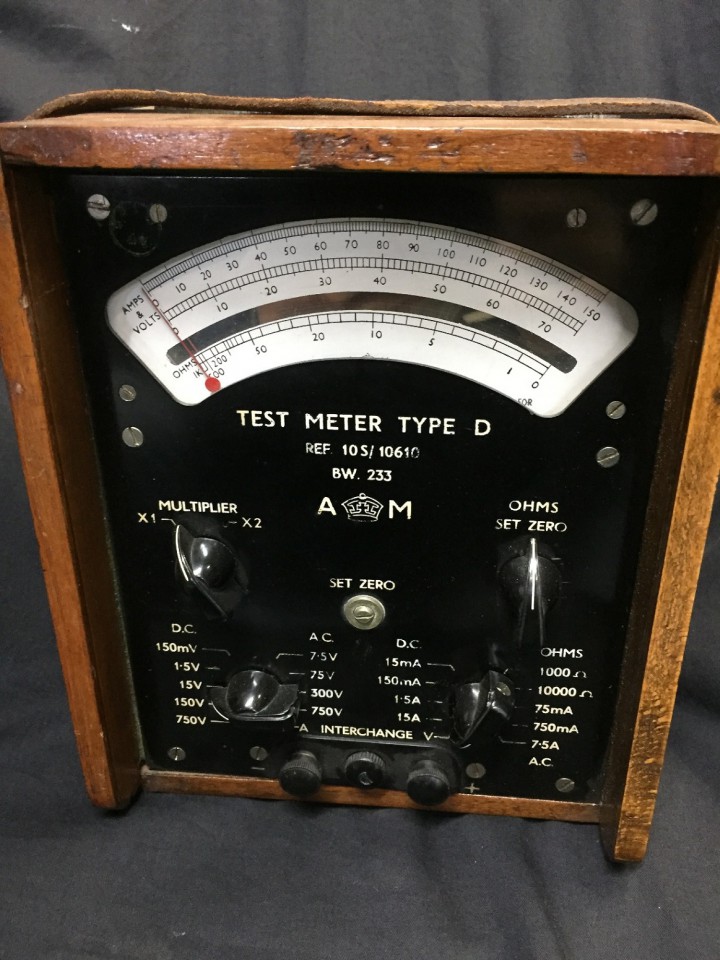 0 10 20 30 40 50 60 70 80 90 100 110 120 130 140 150
AMPS & VOLTS
0 10 20 30 40 50 60 70
OHMS 1K 200 50 20 10 5 1 0
FOR
TEST METER TYPE D
REF. 10S/10610
BW. 233
A M
MULTIPLIER
X1 X2
OHMS
SET ZERO
SET ZERO
D.C.
150mV
1·5V
15V
150V
750V
A.C.
7·5V
75V
300V
750V
D.C.
15mA
150mA
1·5A
15A
OHMS
1000 Ω
10000 Ω
75mA
750mA
7·5A
A.C.
A INTERCHANGE V
- +